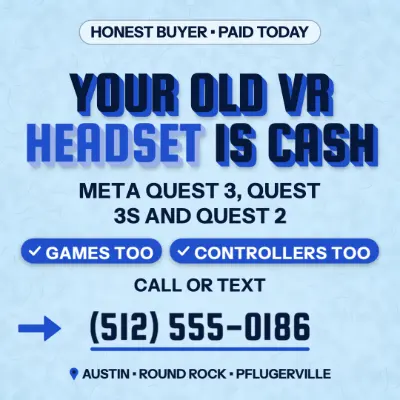 HONEST BUYER • PAID TODAY
YOUR OLD VR
HEADSET IS CASH
META QUEST 3, QUEST
3S AND QUEST 2
GAMES TOO
CONTROLLERS TOO
CALL OR TEXT
(512) 555-0186
AUSTIN • ROUND ROCK • PFLUGERVILLE